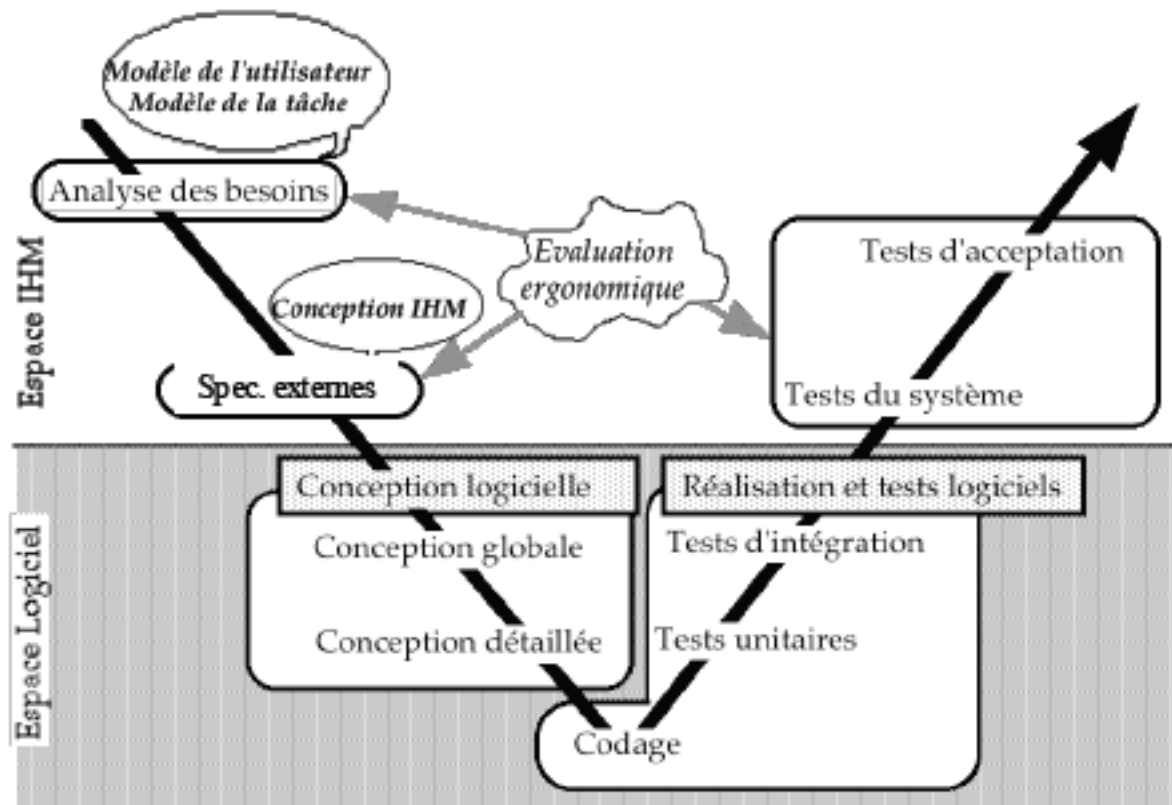 Modèle de l'utilisateur
Modèle de la tâche
Analyse des besoins
Evaluation
ergonomique
Tests d'acceptation
Conception IHM
Spec. externes
Tests du système
Espace IHM
Conception logicielle
Réalisation et tests logiciels
Conception globale
Tests d'intégration
Conception détaillée
Tests unitaires
Codage
Espace Logiciel